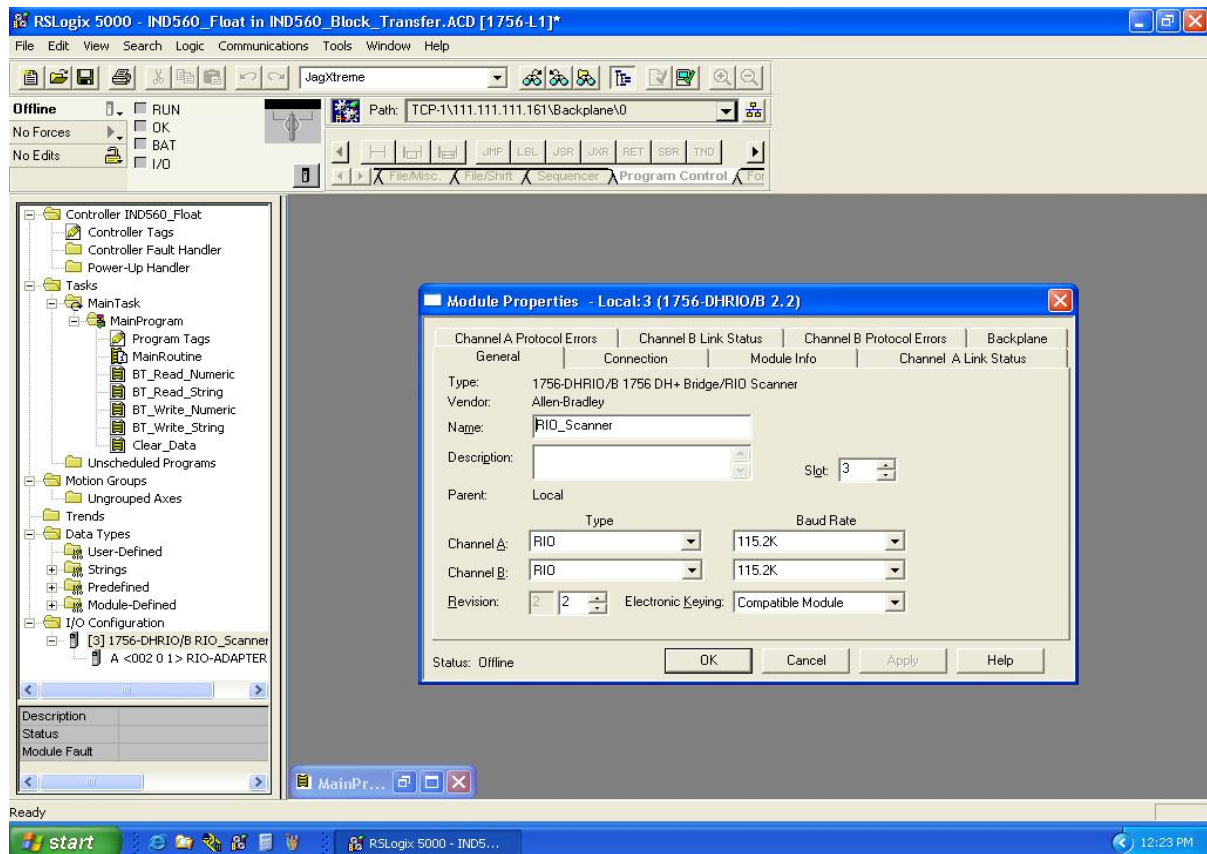 RSLogix 5000 - IND560_Float in IND560_Block_Transfer.ACD [1756-L1]*
File Edit View Search Logic Communications Tools Window Help
JagXtreme
Offline
RUN
No Forces
OK
BAT
No Edits
I/O
Path: TCP-1\111.111.111.161\Backplane\0
JMP LBL JSR JXR RET SBR TND
File/Misc. File/Shift Sequencer Program Control For
Controller IND560_Float
Controller Tags
Controller Fault Handler
Power-Up Handler
Tasks
MainTask
MainProgram
Program Tags
MainRoutine
BT_Read_Numeric
BT_Read_String
BT_Write_Numeric
BT_Write_String
Clear_Data
Unscheduled Programs
Motion Groups
Ungrouped Axes
Trends
Data Types
User-Defined
Strings
Predefined
Module-Defined
I/O Configuration
[3] 1756-DHRIO/B RIO_Scanner
A <002 0 1> RIO-ADAPTER
Description
Status
Module Fault
Module Properties - Local:3 (1756-DHRIO/B 2.2)
Channel A Protocol Errors Channel B Link Status Channel B Protocol Errors Backplane
General Connection Module Info Channel A Link Status
Type: 1756-DHRIO/B 1756 DH+ Bridge/RIO Scanner
Vendor: Allen-Bradley
Name: RIO_Scanner
Description:
Slot: 3
Parent: Local
Type Baud Rate
Channel A: RIO 115.2K
Channel B: RIO 115.2K
Revision: 2 2 Electronic Keying: Compatible Module
Status: Offline OK Cancel Apply Help
MainPr...
Ready
start RSLogix 5000 - IND5... 12:23 PM